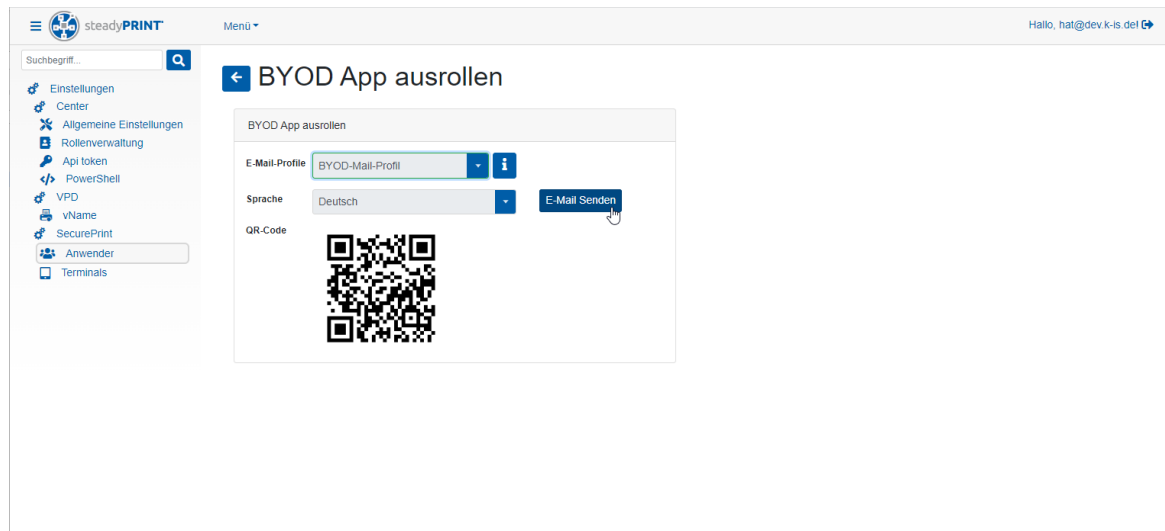 steadyPRINT
Menü
Hallo, hat@dev.k-is.de!
Suchbegriff...
Einstellungen
Center
Allgemeine Einstellungen
Rollenverwaltung
Api token
PowerShell
VPD
vName
SecurePrint
Anwender
Terminals
BYOD App ausrollen
BYOD App ausrollen
E-Mail-Profile
BYOD-Mail-Profil
Sprache
Deutsch
E-Mail Senden
QR-Code